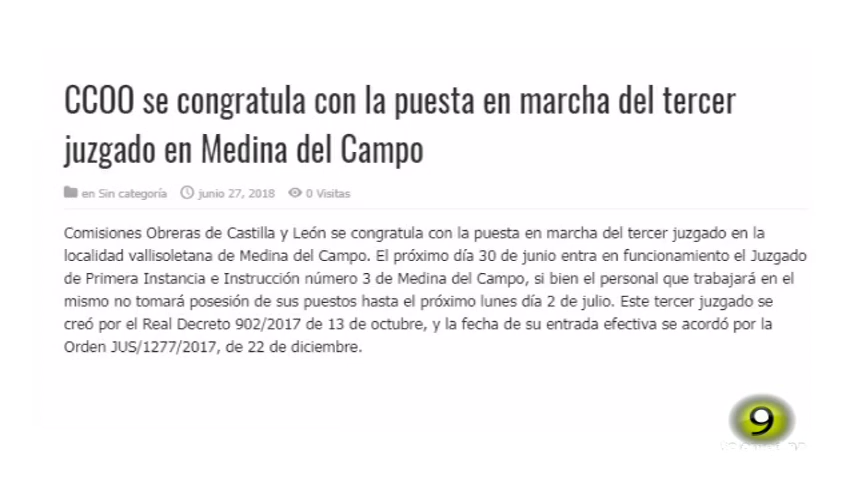 CCOO se congratula con la puesta en marcha del tercer
juzgado en Medina del Campo
en Sin categoría junio 27, 2018 0 Visitas
Comisiones Obreras de Castilla y León se congratula con la puesta en marcha del tercer juzgado en la
localidad vallisoletana de Medina del Campo. El próximo día 30 de junio entra en funcionamiento el Juzgado
de Primera Instancia e Instrucción número 3 de Medina del Campo, si bien el personal que trabajará en el
mismo no tomará posesión de sus puestos hasta el próximo lunes día 2 de julio. Este tercer juzgado se
creó por el Real Decreto 902/2017 de 13 de octubre, y la fecha de su entrada efectiva se acordó por la
Orden JUS/1277/2017, de 22 de diciembre.
9